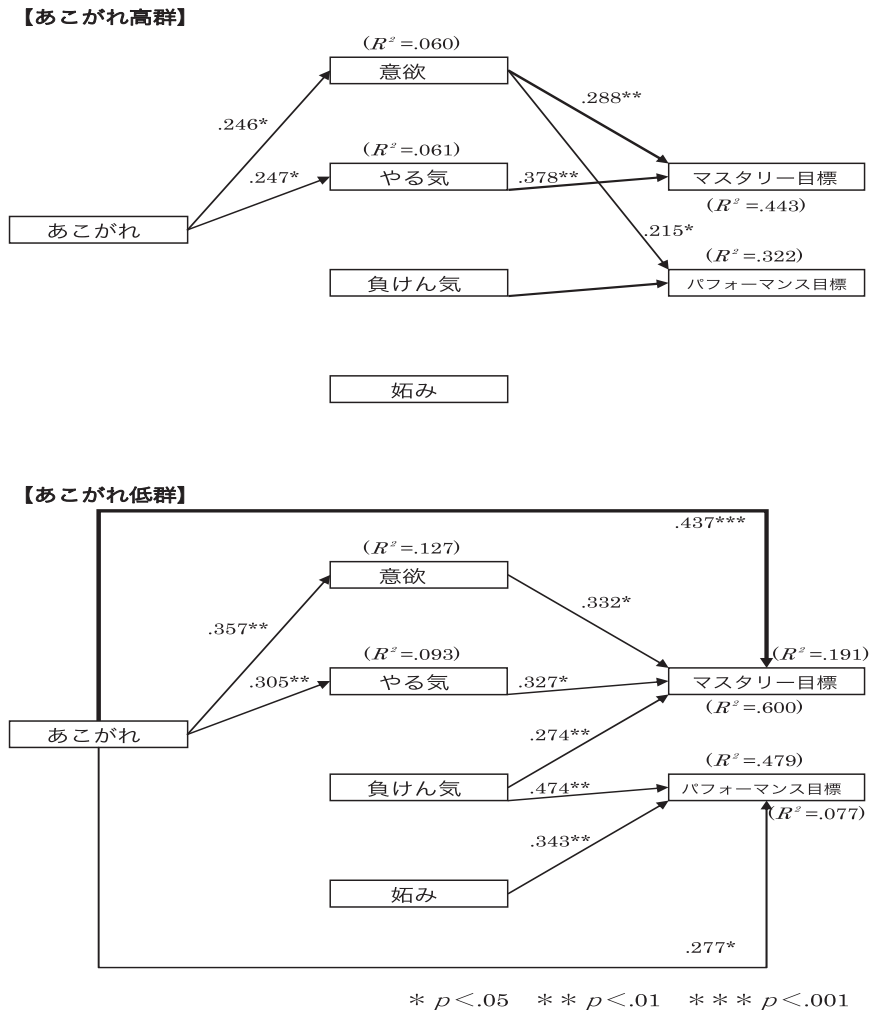 【あこがれ高群】
(R²=.060)
意欲
.288**
.246*
(R²=.061)
.247*
やる気
.378**
マスタリー目標
(R²=.443)
あこがれ
.215*
(R²=.322)
負けん気
パフォーマンス目標
妬み
【あこがれ低群】
.437***
(R²=.127)
意欲
.332*
.357**
(R²=.093)
(R²=.191)
.305**
やる気
.327*
マスタリー目標
(R²=.600)
あこがれ
.274**
(R²=.479)
負けん気
.474**
パフォーマンス目標
(R²=.077)
.343**
妬み
.277*
* p<.05 ** p<.01 *** p<.001